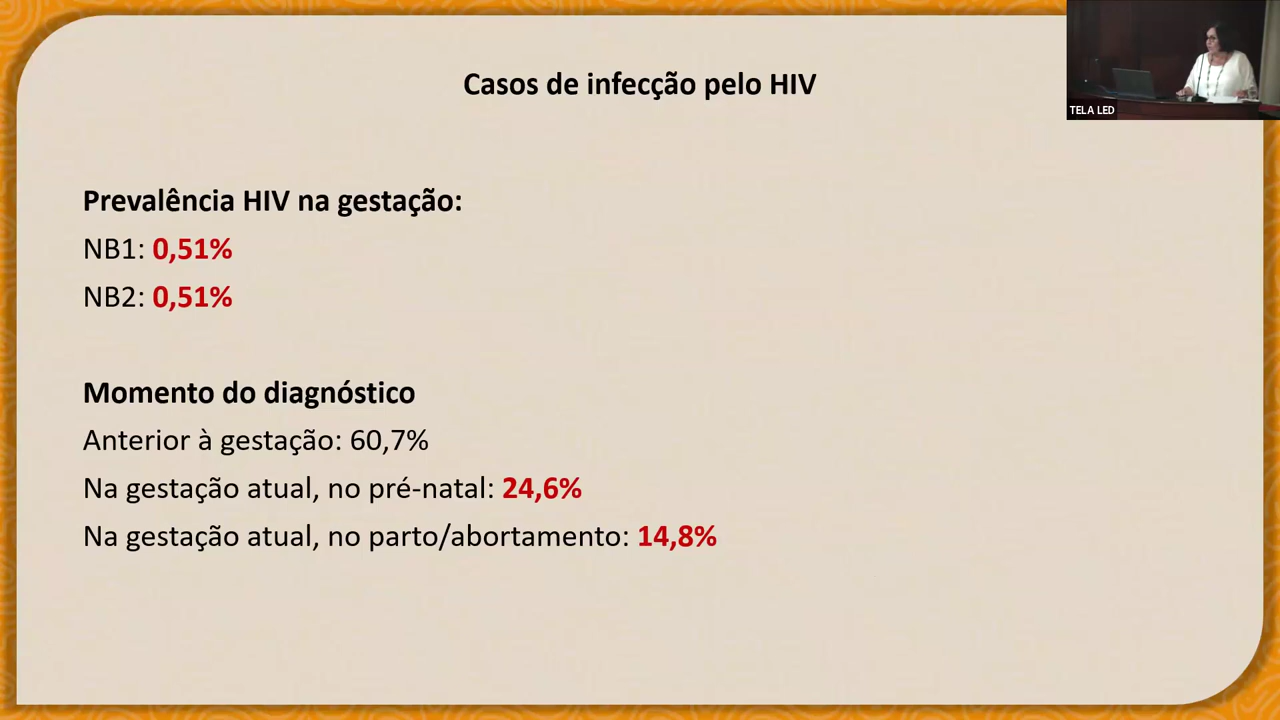 Casos de infecção pelo HIV
TELA LED
Prevalência HIV na gestação:
NB1: 0,51%
NB2: 0,51%
Momento do diagnóstico
Anterior à gestação: 60,7%
Na gestação atual, no pré-natal: 24,6%
Na gestação atual, no parto/abortamento: 14,8%